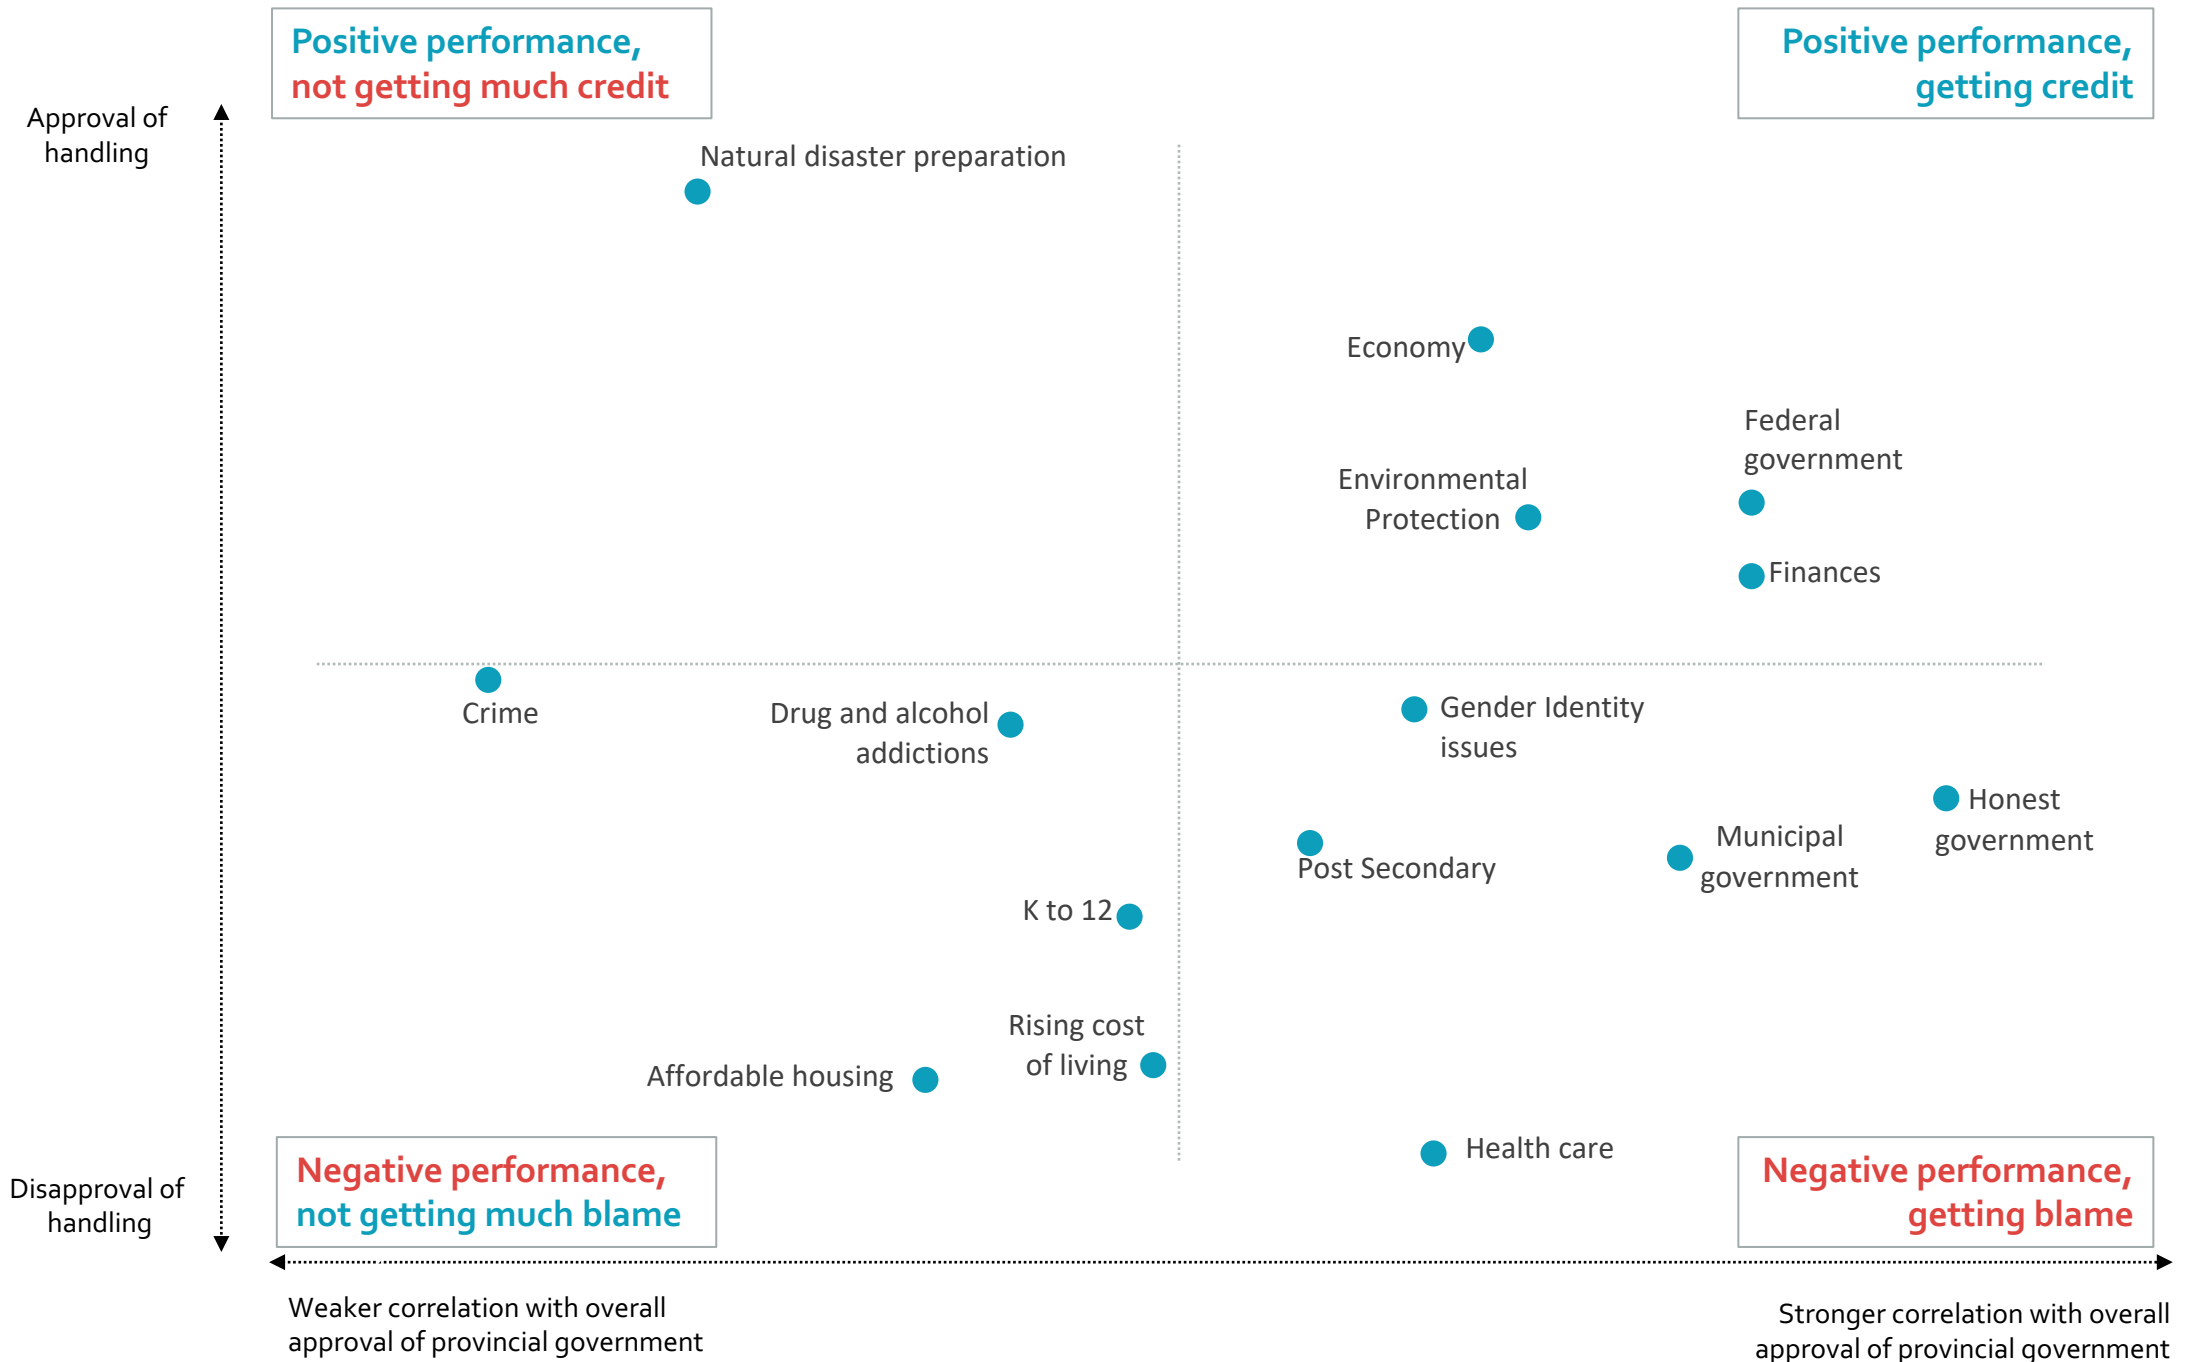 Positive performance,
not getting much credit
Positive performance,
getting credit
Approval of
handling
Natural disaster preparation
Economy
Federal
government
Environmental
Protection
Finances
Crime
Drug and alcohol
addictions
Gender Identity
issues
Honest
government
Municipal
government
Post Secondary
K to 12
Rising cost
of living
Affordable housing
Health care
Negative performance,
not getting much blame
Negative performance,
getting blame
Disapproval of
handling
Weaker correlation with overall
approval of provincial government
Stronger correlation with overall
approval of provincial government